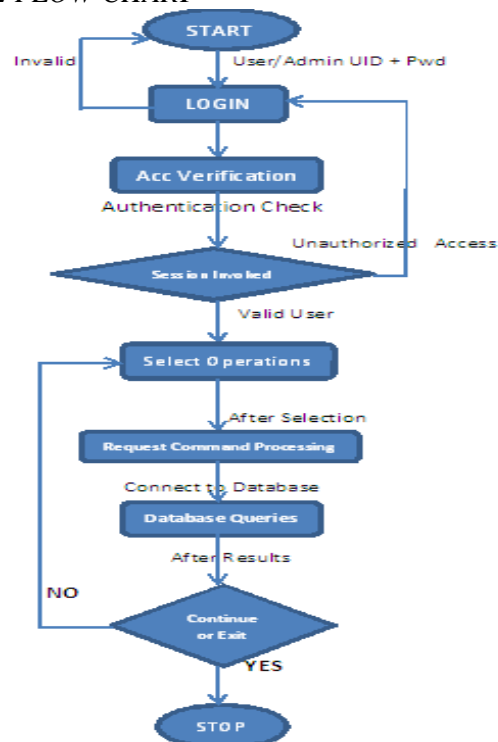 FLOW CHART
START
Invalid
User/Admin UID + Pwd
LOGIN
Acc Verification
Authentication Check
Unauthorized Access
Session Invoked
Valid User
Select Operations
After Selection
Request Command Processing
Connect to Database
Database Queries
After Results
NO
Continue
or Exit
YES
STOP